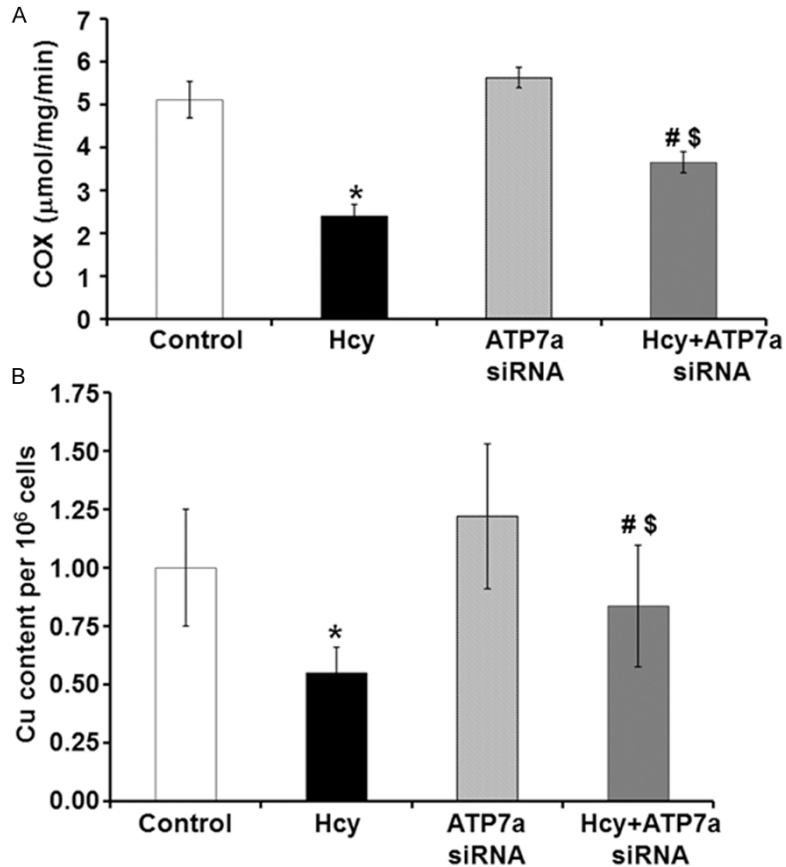 A
7
6
5
4
3
2
1
0
COX (μmol/mg/min)
*
# $
Control Hcy ATP7a Hcy+ATP7a
siRNA siRNA
B
1.75
1.50
1.25
1.00
0.75
0.50
0.25
0.00
Cu content per 10⁶ cells
*
# $
Control Hcy ATP7a Hcy+ATP7a
siRNA siRNA